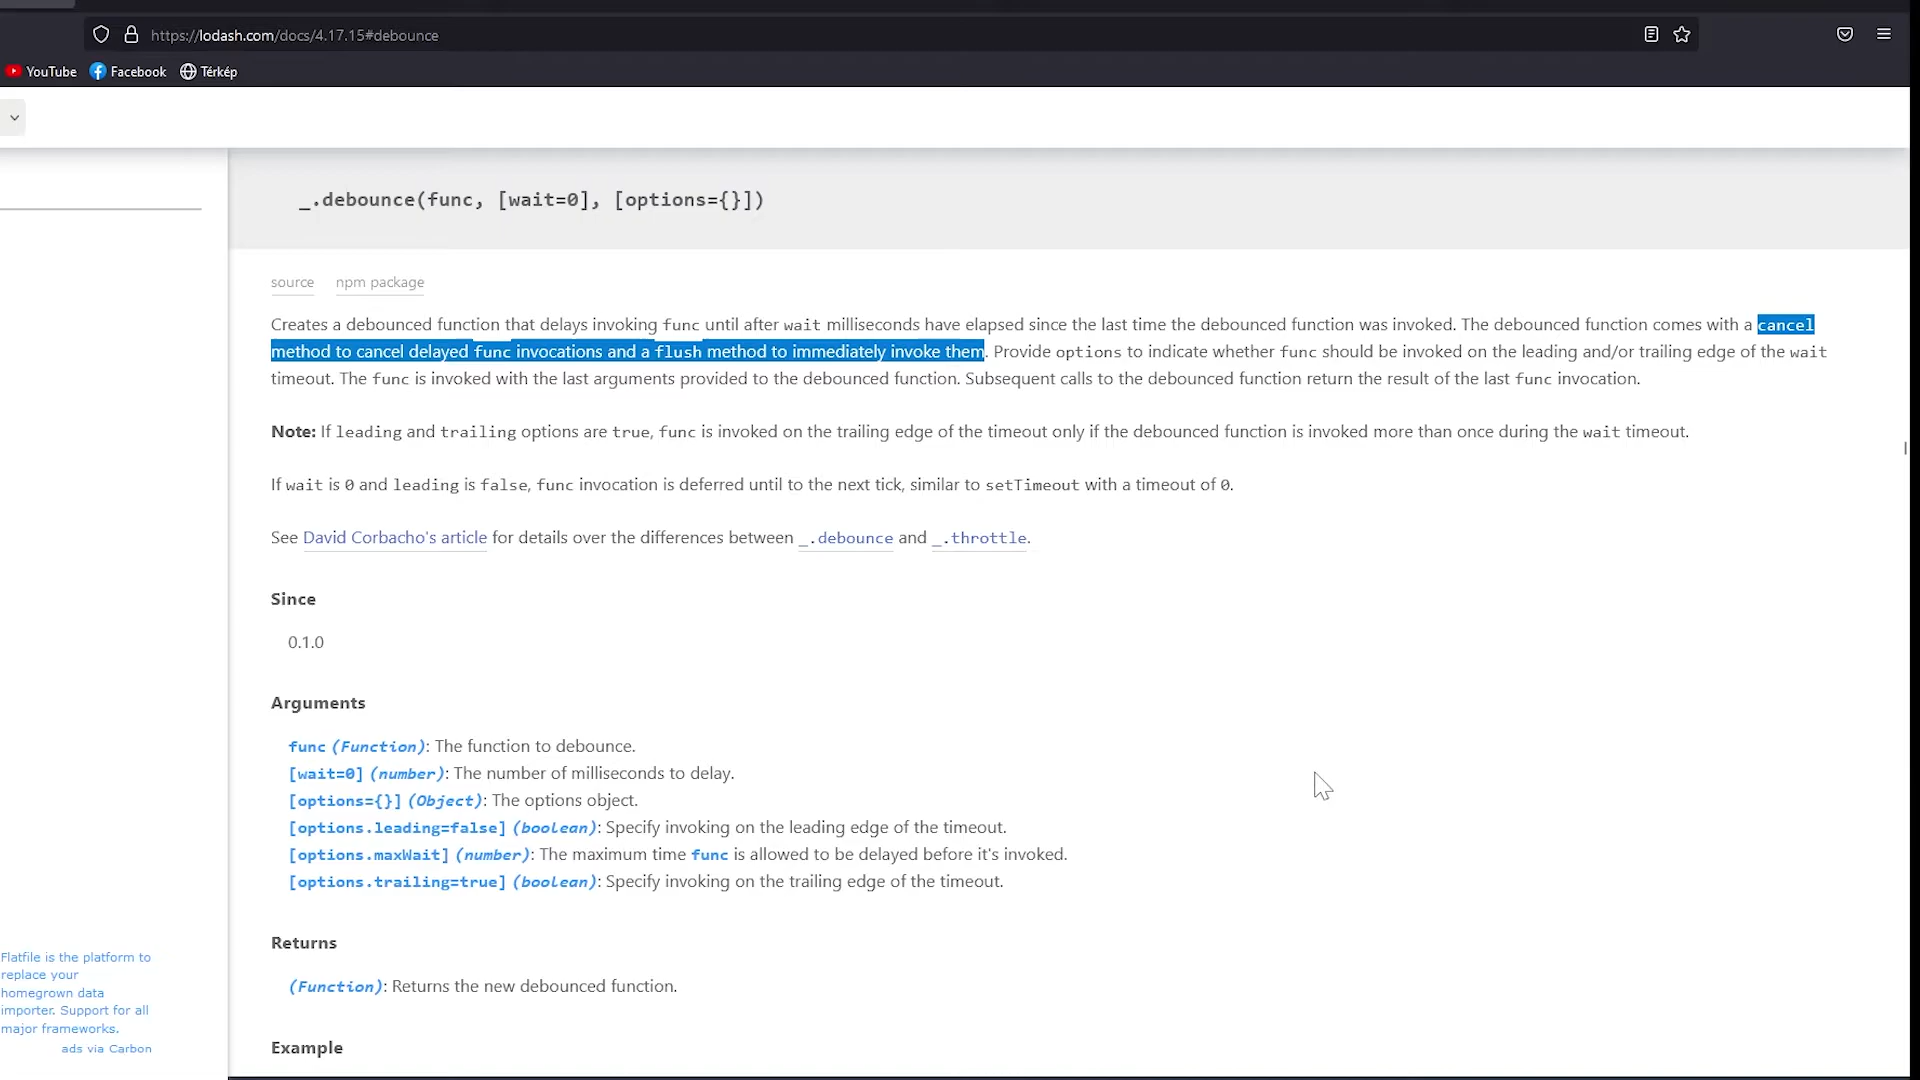 https://lodash.com/docs/4.17.15#debounce
YouTube Facebook Térkép
_.debounce(func, [wait=0], [options={}])
source npm package
Creates a debounced function that delays invoking func until after wait milliseconds have elapsed since the last time the debounced function was invoked. The debounced function comes with a cancel
method to cancel delayed func invocations and a flush method to immediately invoke them. Provide options to indicate whether func should be invoked on the leading and/or trailing edge of the wait
timeout. The func is invoked with the last arguments provided to the debounced function. Subsequent calls to the debounced function return the result of the last func invocation.
Note: If leading and trailing options are true, func is invoked on the trailing edge of the timeout only if the debounced function is invoked more than once during the wait timeout.
If wait is 0 and leading is false, func invocation is deferred until to the next tick, similar to setTimeout with a timeout of 0.
See David Corbacho's article for details over the differences between _.debounce and _.throttle.
Since
0.1.0
Arguments
func (Function): The function to debounce.
[wait=0] (number): The number of milliseconds to delay.
[options={}] (Object): The options object.
[options.leading=false] (boolean): Specify invoking on the leading edge of the timeout.
[options.maxWait] (number): The maximum time func is allowed to be delayed before it's invoked.
[options.trailing=true] (boolean): Specify invoking on the trailing edge of the timeout.
Returns
(Function): Returns the new debounced function.
Example
Flatfile is the platform to
replace your
homegrown data
importer. Support for all
major frameworks.
ads via Carbon